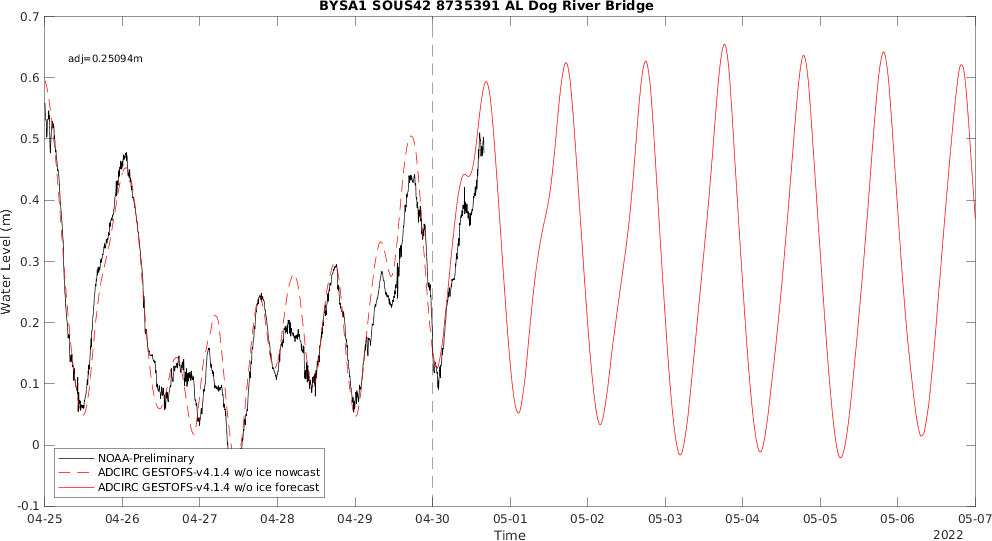 BYSA1 SOUS42 8735391 AL Dog River Bridge
adj=0.25094m
Water Level (m)
0.7
0.6
0.5
0.4
0.3
0.2
0.1
0
-0.1
NOAA-Preliminary
ADCIRC GESTOFS-v4.1.4 w/o ice nowcast
ADCIRC GESTOFS-v4.1.4 w/o ice forecast
04-25 04-26 04-27 04-28 04-29 04-30 05-01 05-02 05-03 05-04 05-05 05-06 05-07
Time
2022